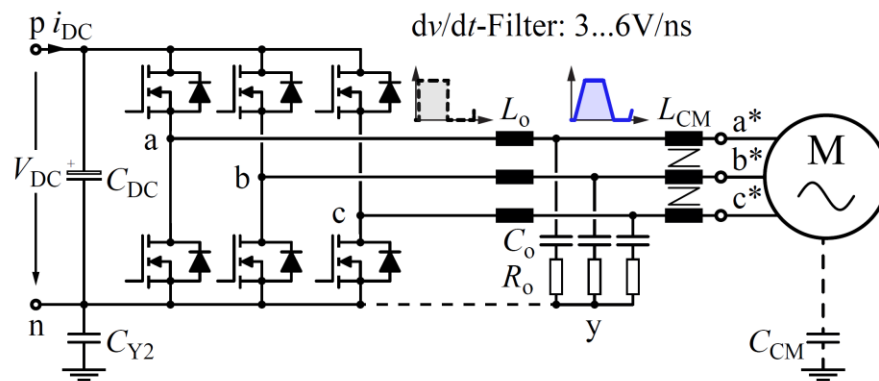 p i_DC
dv/dt-Filter: 3...6V/ns
L_o
L_CM
a*
a
M
b*
V_DC
+
C_DC
b
c
c*
C_o
R_o
n
y
C_Y2
C_CM